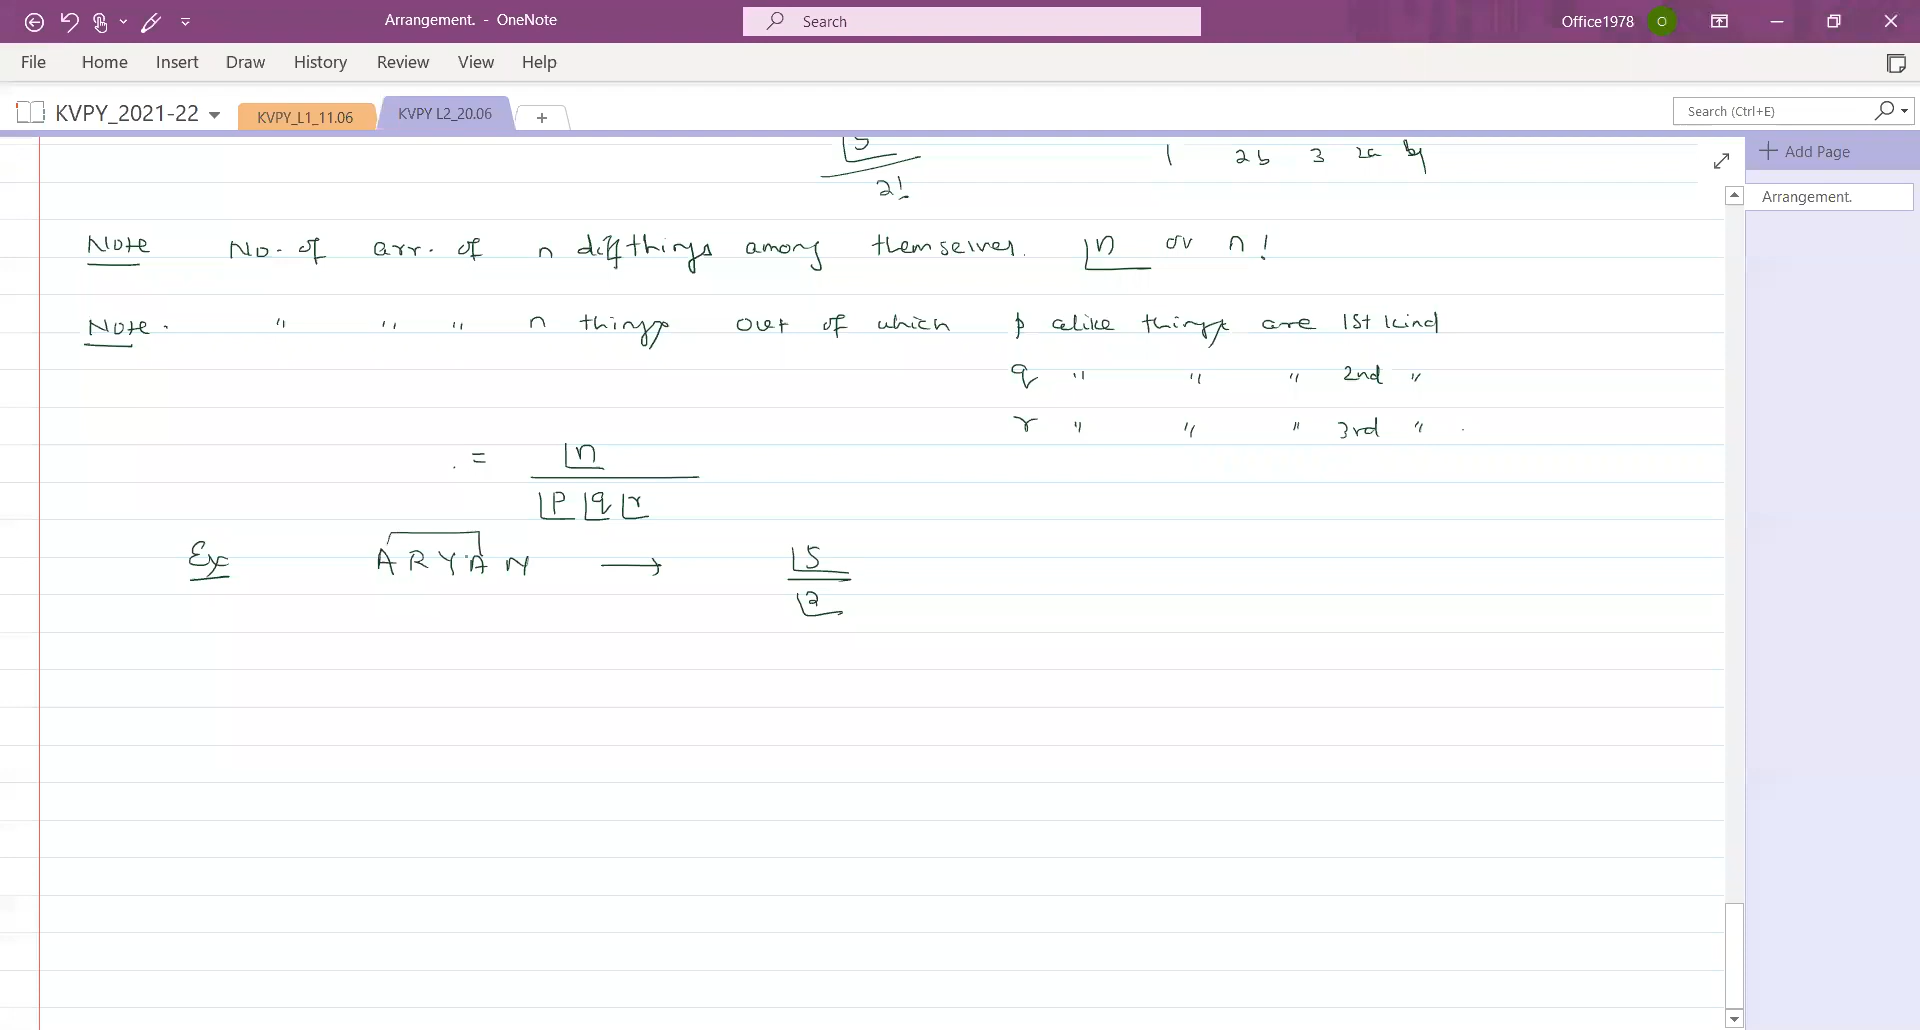 Arrangement. - OneNote
Search
Office1978
O
File Home Insert Draw History Review View Help
KVPY_2021-22
KVPY_L1_11.06
KVPY L2_20.06
+
Search (Ctrl+E)
Add Page
Arrangement.
⌊5 / 2!
1 2b 3 2a b4
Note No. of arr. of n diff things among themselves. ⌊n or n!
Note. " " " n things out of which p alike things are 1st kind
q " " " 2nd "
r " " " 3rd " .
. = ⌊n / ⌊p ⌊q ⌊r
Ex ARYAN → ⌊5 / ⌊2